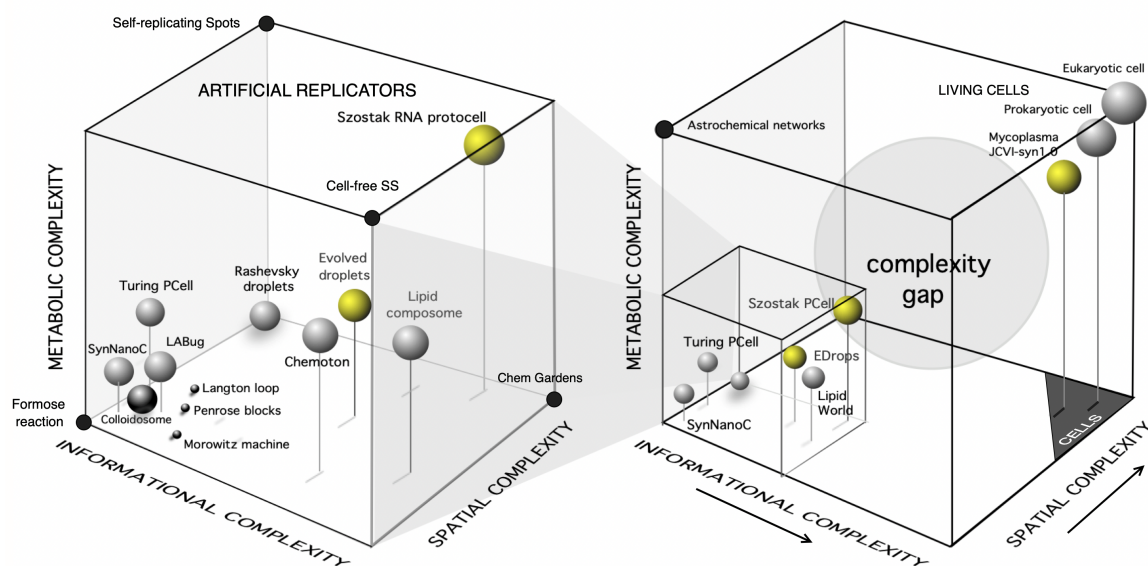 Self-replicating Spots
ARTIFICIAL REPLICATORS
Szostak RNA protocell
Cell-free SS
METABOLIC COMPLEXITY
Turing PCell
Rashevsky
droplets
Evolved
droplets
Lipid
composome
SynNanoC
LABug
Chemoton
Langton loop
Penrose blocks
Morowitz machine
Colloidosome
Formose
reaction
Chem Gardens
INFORMATIONAL COMPLEXITY
SPATIAL COMPLEXITY
Eukaryotic cell
LIVING CELLS
Prokaryotic cell
Mycoplasma
JCVI-syn1.0
Astrochemical networks
METABOLIC COMPLEXITY
complexity
gap
Szostak PCell
Turing PCell
EDrops
Lipid
World
SynNanoC
CELLS
INFORMATIONAL COMPLEXITY
SPATIAL COMPLEXITY